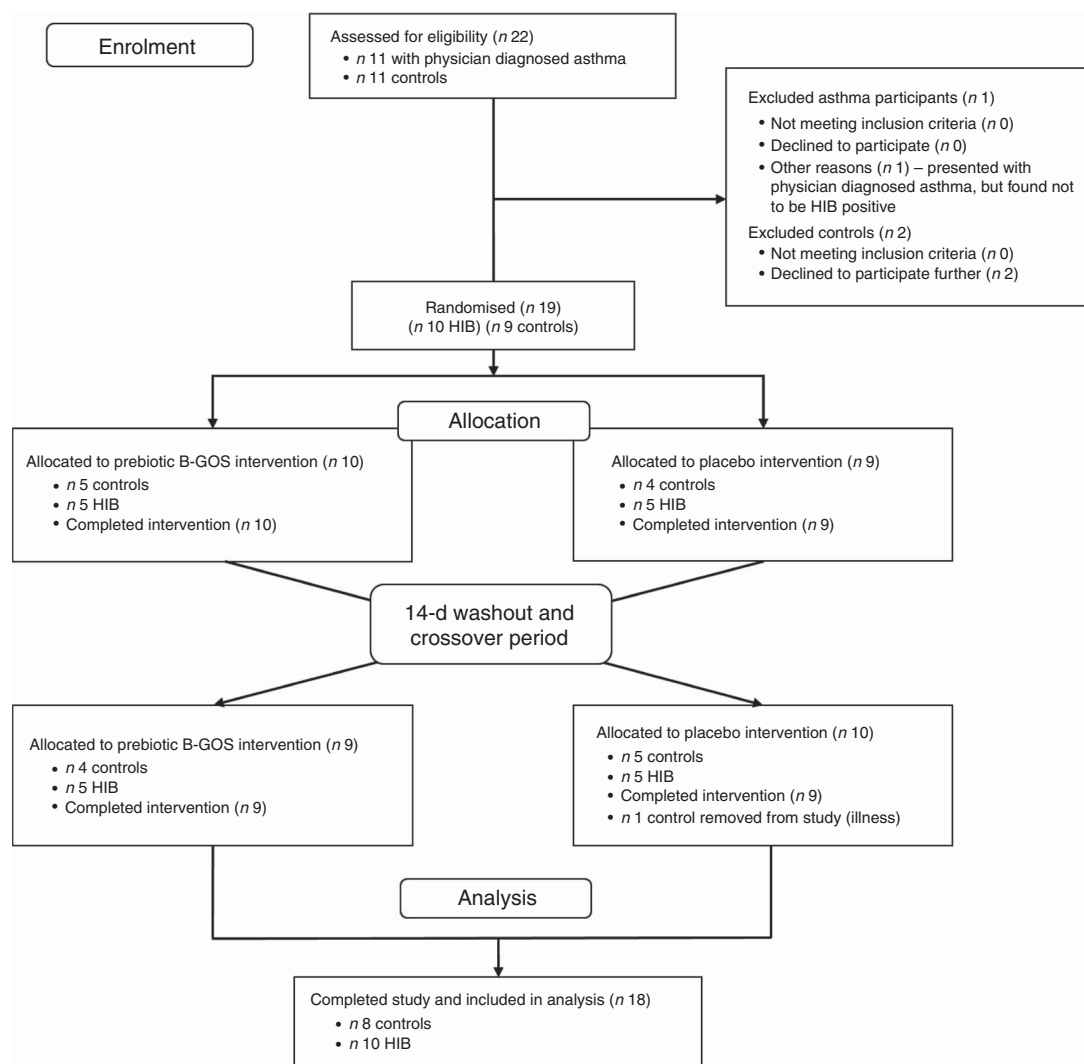 Enrolment
Assessed for eligibility (n 22)
• n 11 with physician diagnosed asthma
• n 11 controls
Excluded asthma participants (n 1)
• Not meeting inclusion criteria (n 0)
• Declined to participate (n 0)
• Other reasons (n 1) – presented with
physician diagnosed asthma, but found not
to be HIB positive
Excluded controls (n 2)
• Not meeting inclusion criteria (n 0)
• Declined to participate further (n 2)
Randomised (n 19)
(n 10 HIB) (n 9 controls)
Allocation
Allocated to prebiotic B-GOS intervention (n 10)
• n 5 controls
• n 5 HIB
• Completed intervention (n 10)
Allocated to placebo intervention (n 9)
• n 4 controls
• n 5 HIB
• Completed intervention (n 9)
14-d washout and
crossover period
Allocated to prebiotic B-GOS intervention (n 9)
• n 4 controls
• n 5 HIB
• Completed intervention (n 9)
Allocated to placebo intervention (n 10)
• n 5 controls
• n 5 HIB
• Completed intervention (n 9)
• n 1 control removed from study (illness)
Analysis
Completed study and included in analysis (n 18)
• n 8 controls
• n 10 HIB